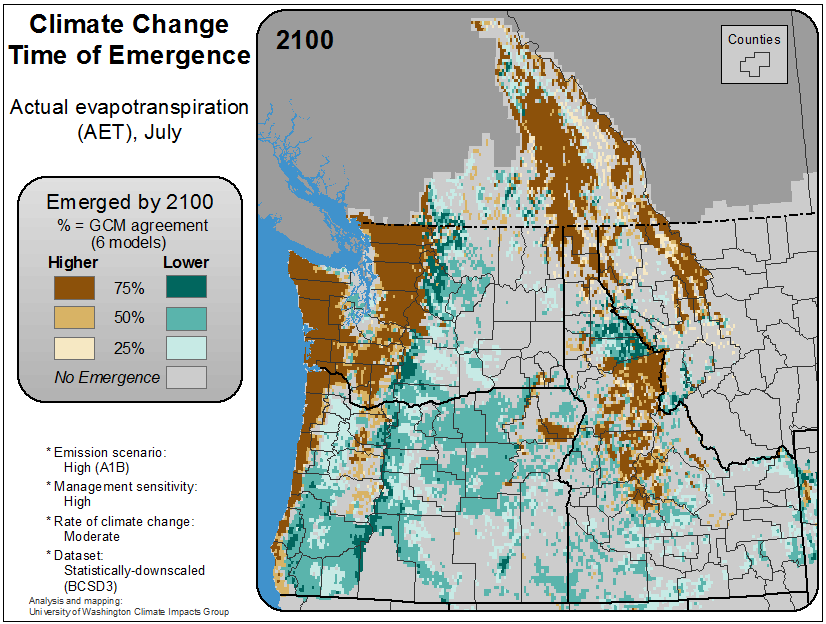 Climate Change
Time of Emergence
Actual evapotranspiration
(AET), July
Emerged by 2100
% = GCM agreement
(6 models)
Higher Lower
75%
50%
25%
No Emergence
* Emission scenario:
High (A1B)
* Management sensitivity:
High
* Rate of climate change:
Moderate
* Dataset:
Statistically-downscaled
(BCSD3)
Analysis and mapping:
University of Washington Climate Impacts Group
2100
Counties